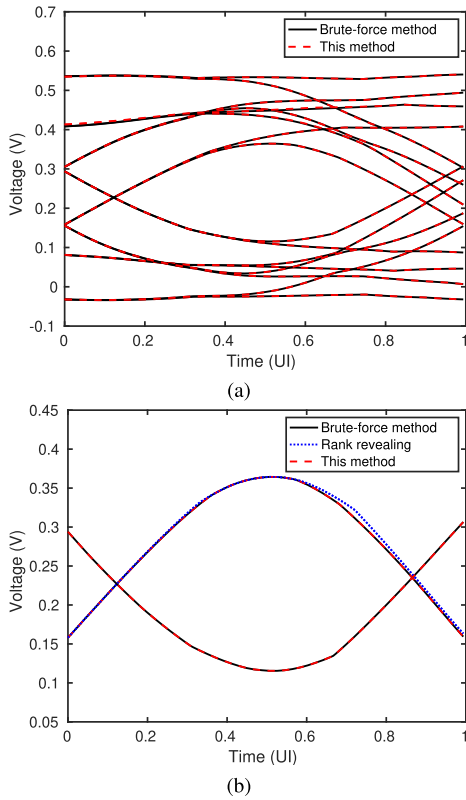 0.7
0.6
0.5
0.4
0.3
0.2
0.1
0
-0.1
Voltage (V)
Brute-force method
This method
0 0.2 0.4 0.6 0.8 1
Time (UI)
(a)
0.45
0.4
0.35
0.3
0.25
0.2
0.15
0.1
0.05
Voltage (V)
Brute-force method
Rank revealing
This method
0 0.2 0.4 0.6 0.8 1
Time (UI)
(b)